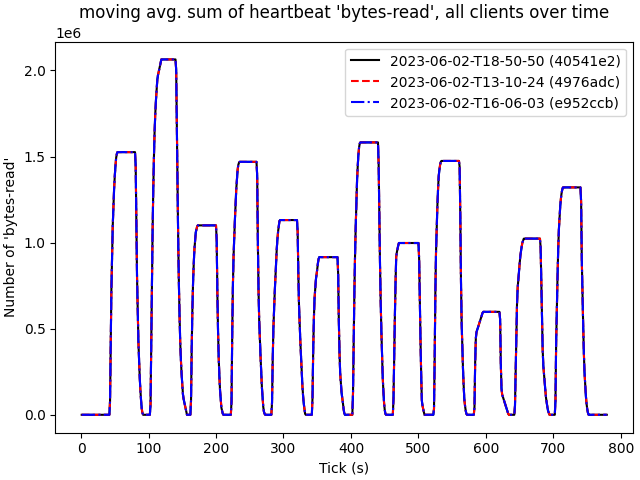 moving avg. sum of heartbeat 'bytes-read', all clients over time
1e6
2023-06-02-T18-50-50 (40541e2)
2023-06-02-T13-10-24 (4976adc)
2023-06-02-T16-06-03 (e952ccb)
2.0
1.5
1.0
0.5
0.0
Number of 'bytes-read'
0 100 200 300 400 500 600 700 800
Tick (s)